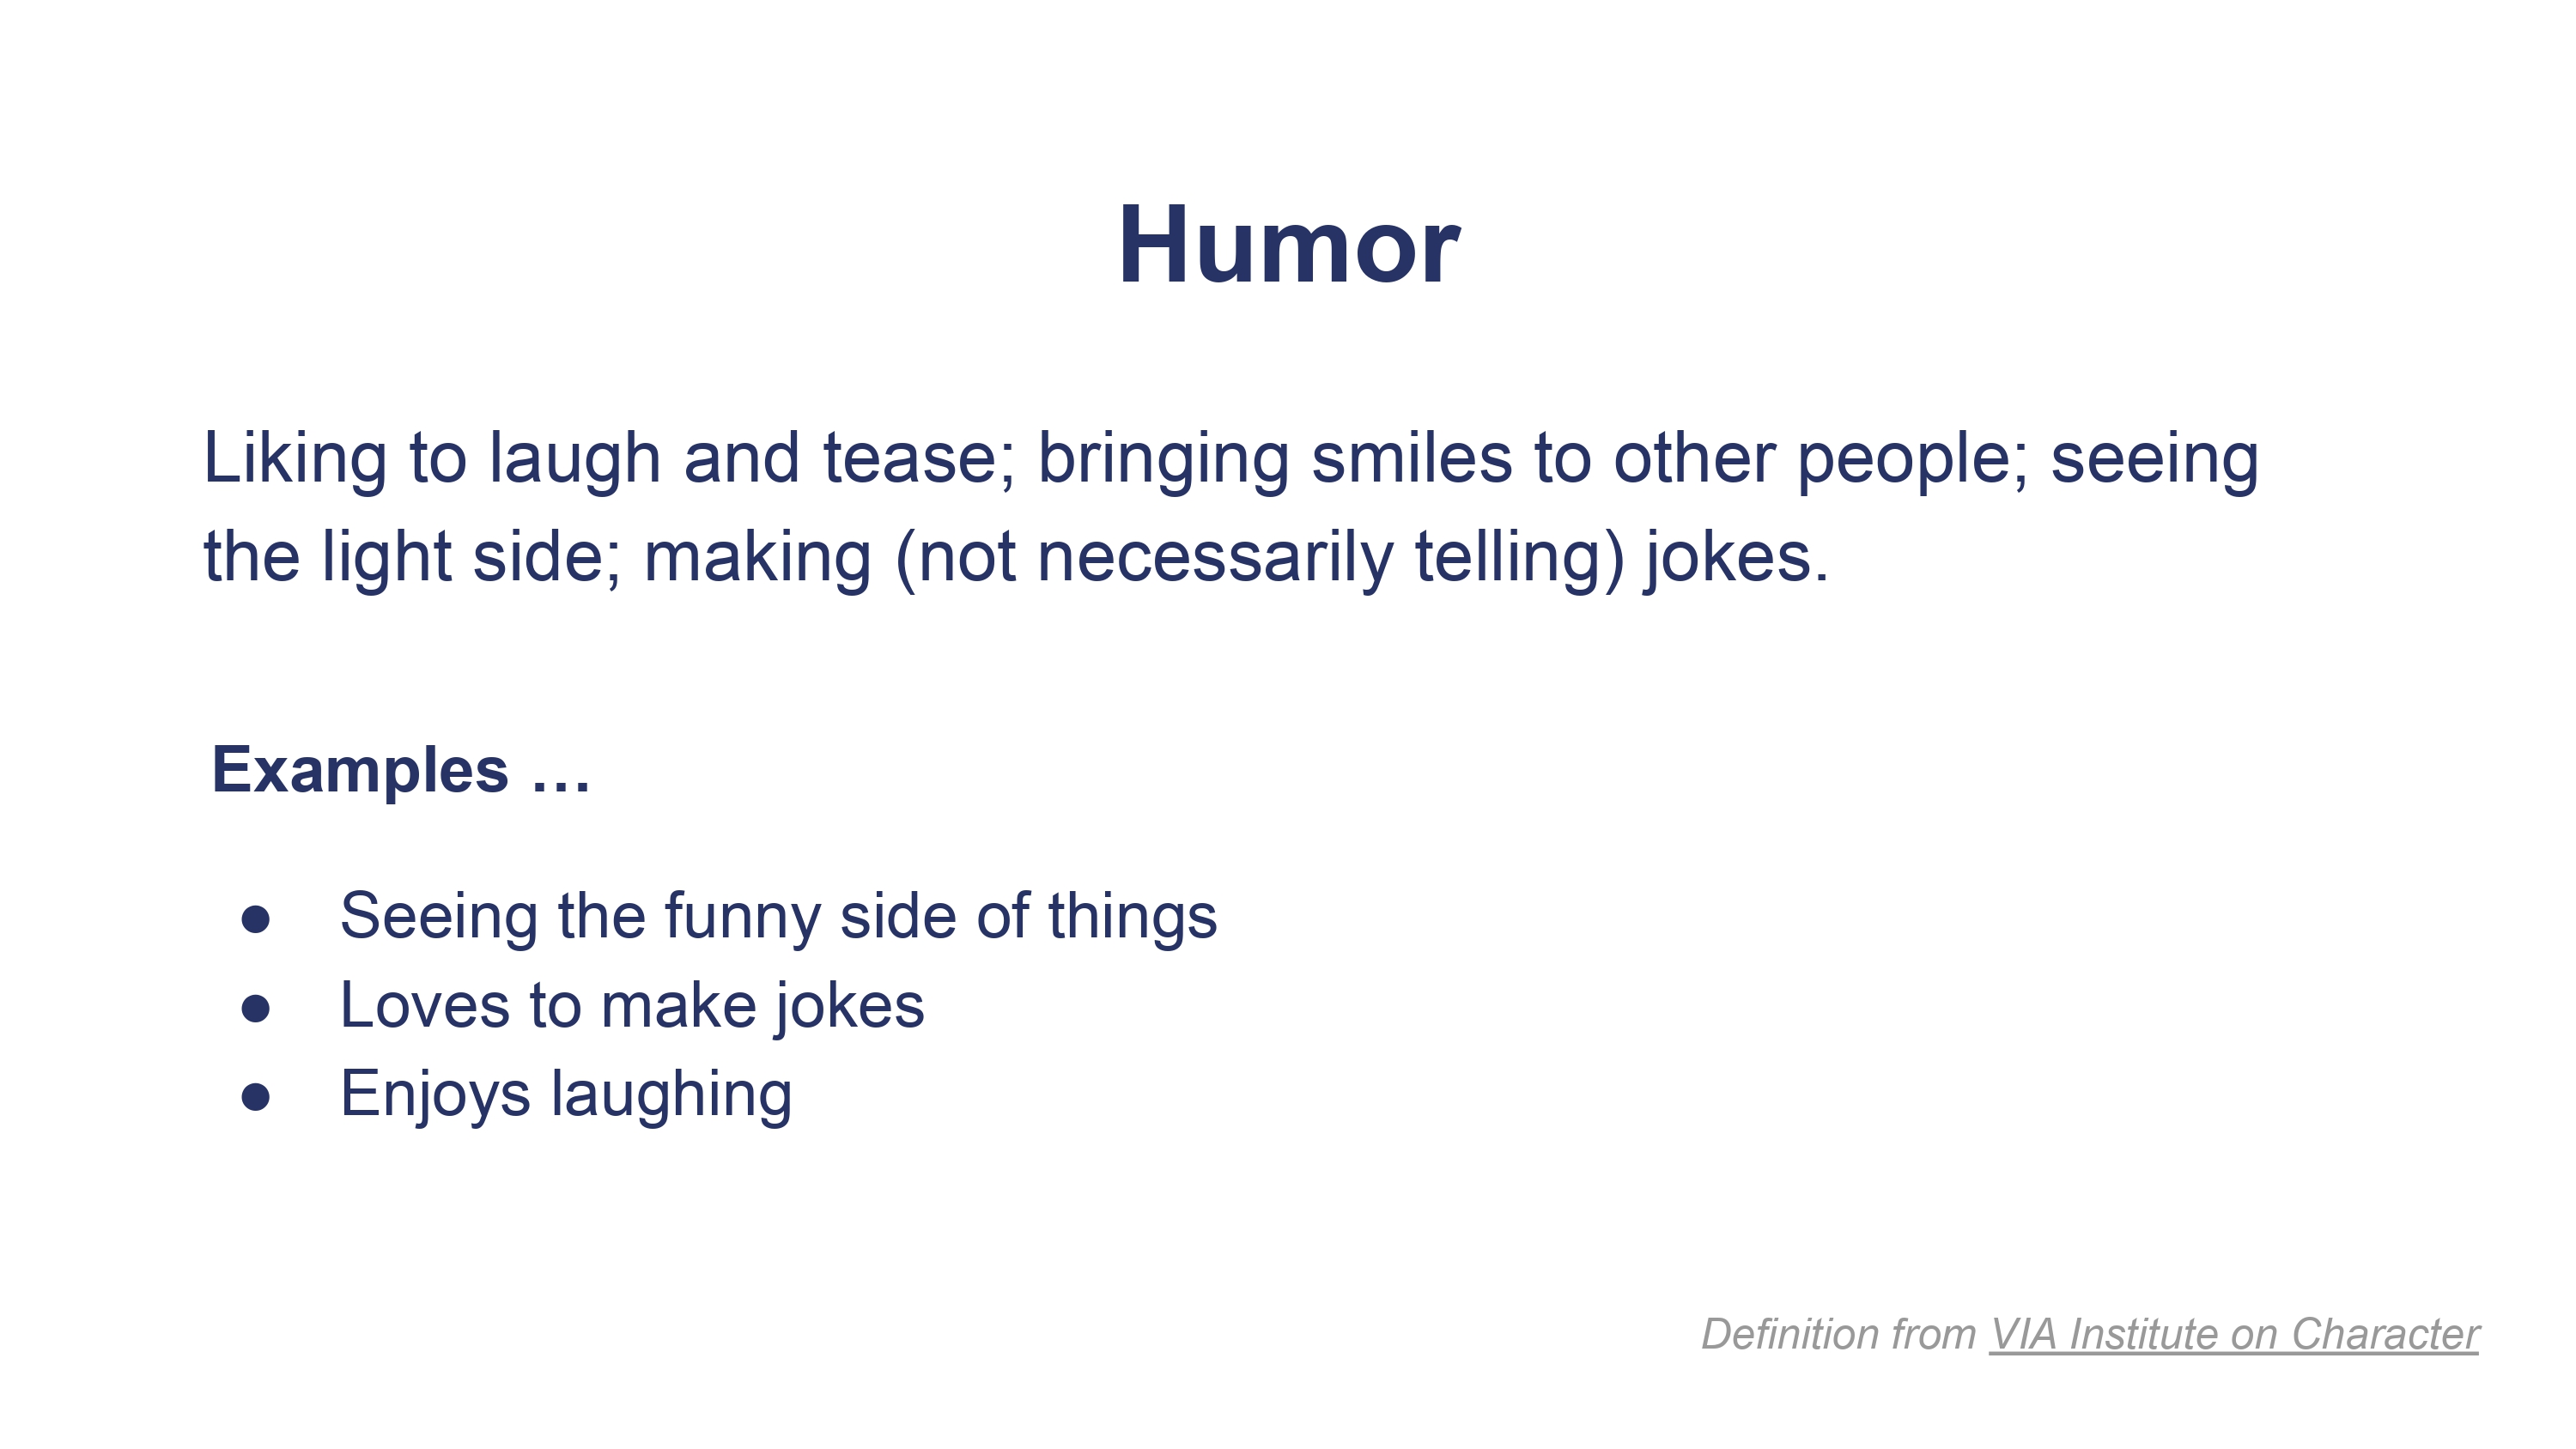 Humor
Liking to laugh and tease; bringing smiles to other people; seeing
the light side; making (not necessarily telling) jokes.
Examples …
● Seeing the funny side of things
● Loves to make jokes
● Enjoys laughing
Definition from VIA Institute on Character